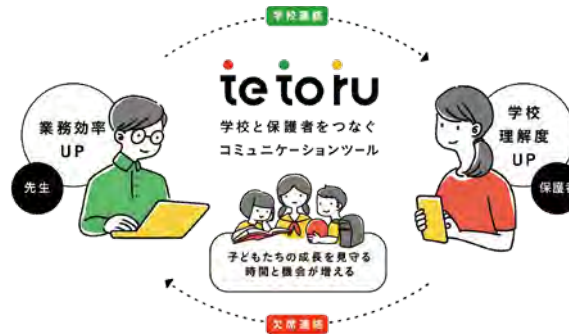 学校連絡
tetoru
学校と保護者をつなぐ
コミュニケーションツール
業務効率
UP
先生
学校
理解度
UP
保護者
子どもたちの成長を見守る
時間と機会が増える
欠席連絡